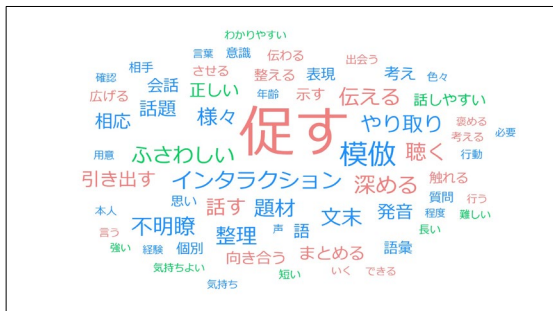 わかりやすい
言葉 意識 伝わる 出会う
相手 させる 整える 表現 考え 色々
確認 会話 正しい 年齢 示す 伝える 話しやすい
広げる 話題 様々 促す やり取り 褒める
相応 考える 必要
用意 ふさわしい 模倣 聴く 行動
引き出す インタラクション 深める 触れる
思い 話す 題材 文末 発音 質問 行う
本人 不明瞭 声 語 程度 難しい
言う 整理 長い
強い 経験 個別 向き合う まとめる 語彙
気持ちよい 短い いく できる
気持ち